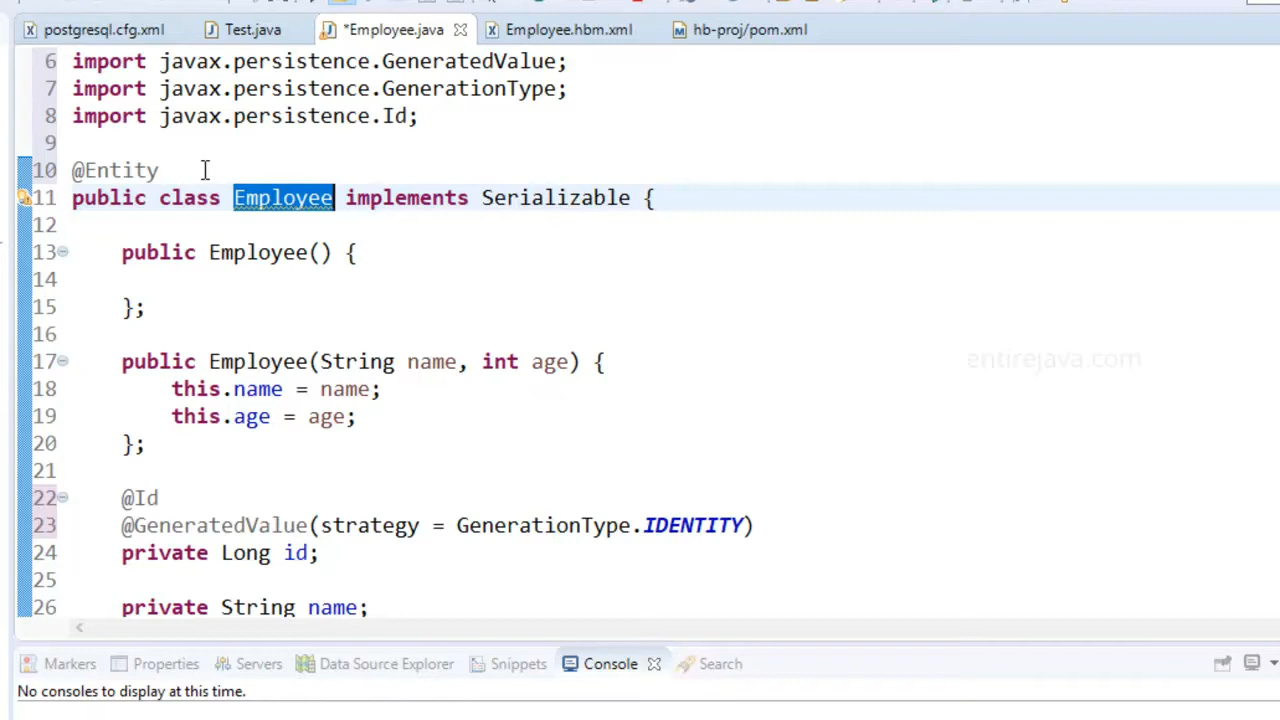 postgresql.cfg.xml Test.java *Employee.java Employee.hbm.xml hb-proj/pom.xml
6 import javax.persistence.GeneratedValue;
7 import javax.persistence.GenerationType;
8 import javax.persistence.Id;
9
10 @Entity
11 public class Employee implements Serializable {
12
13 public Employee() {
14
15 };
16
17 public Employee(String name, int age) {
entirejava.com
18 this.name = name;
19 this.age = age;
20 };
21
22 @Id
23 @GeneratedValue(strategy = GenerationType.IDENTITY)
24 private Long id;
25
26 private String name;
Markers Properties Servers Data Source Explorer Snippets Console Search
No consoles to display at this time.